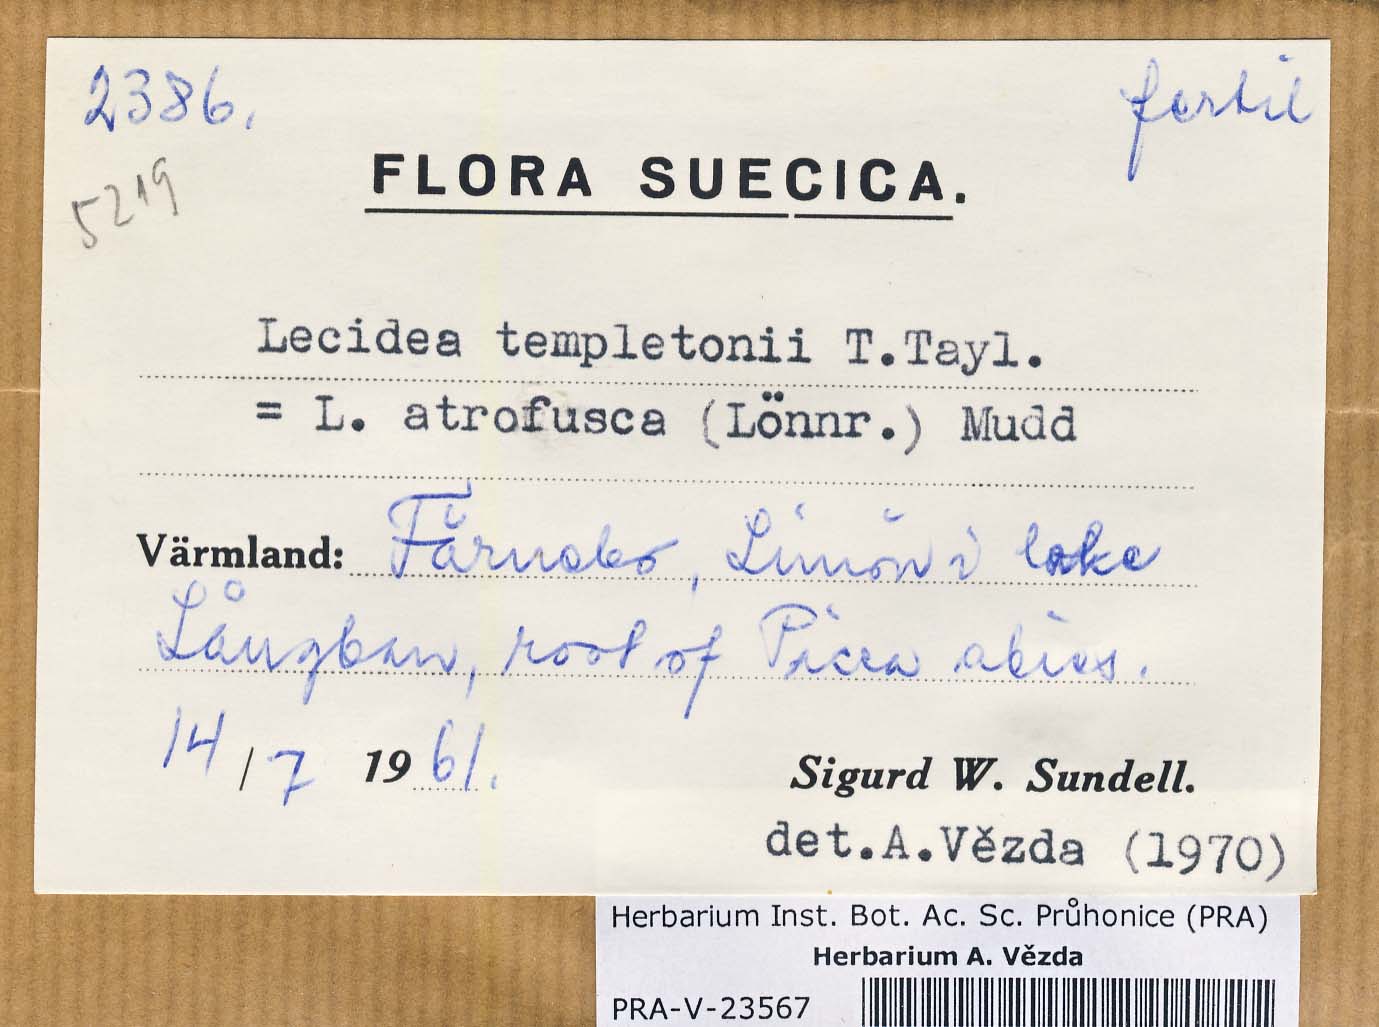 2386.
fertil
5219
FLORA SUECICA.
Lecidea templetonii T.Tayl.
= L. atrofusca (Lönnr.) Mudd
Värmland: Färnebo, Limön i lake
Långban, root of Picea abies.
14/7 1961.
Sigurd W. Sundell.
det.A.Vězda (1970)
Herbarium Inst. Bot. Ac. Sc. Průhonice (PRA)
Herbarium A. Vězda
PRA-V-23567